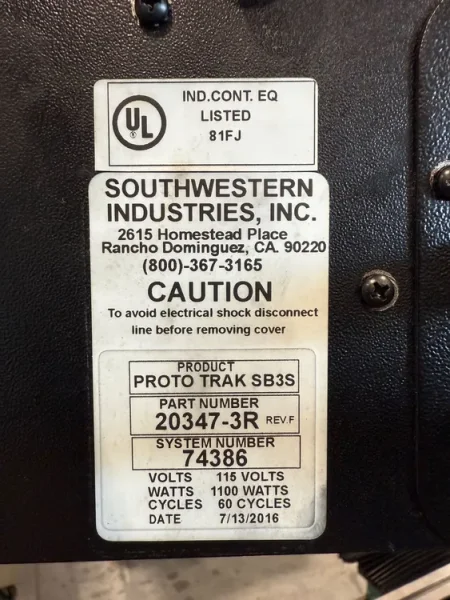 UL
IND.CONT. EQ
LISTED
81FJ
SOUTHWESTERN
INDUSTRIES, INC.
2615 Homestead Place
Rancho Dominguez, CA. 90220
(800)-367-3165
CAUTION
To avoid electrical shock disconnect
line before removing cover
PRODUCT
PROTO TRAK SB3S
PART NUMBER
20347-3R REV.F
SYSTEM NUMBER
74386
VOLTS 115 VOLTS
WATTS 1100 WATTS
CYCLES 60 CYCLES
DATE 7/13/2016